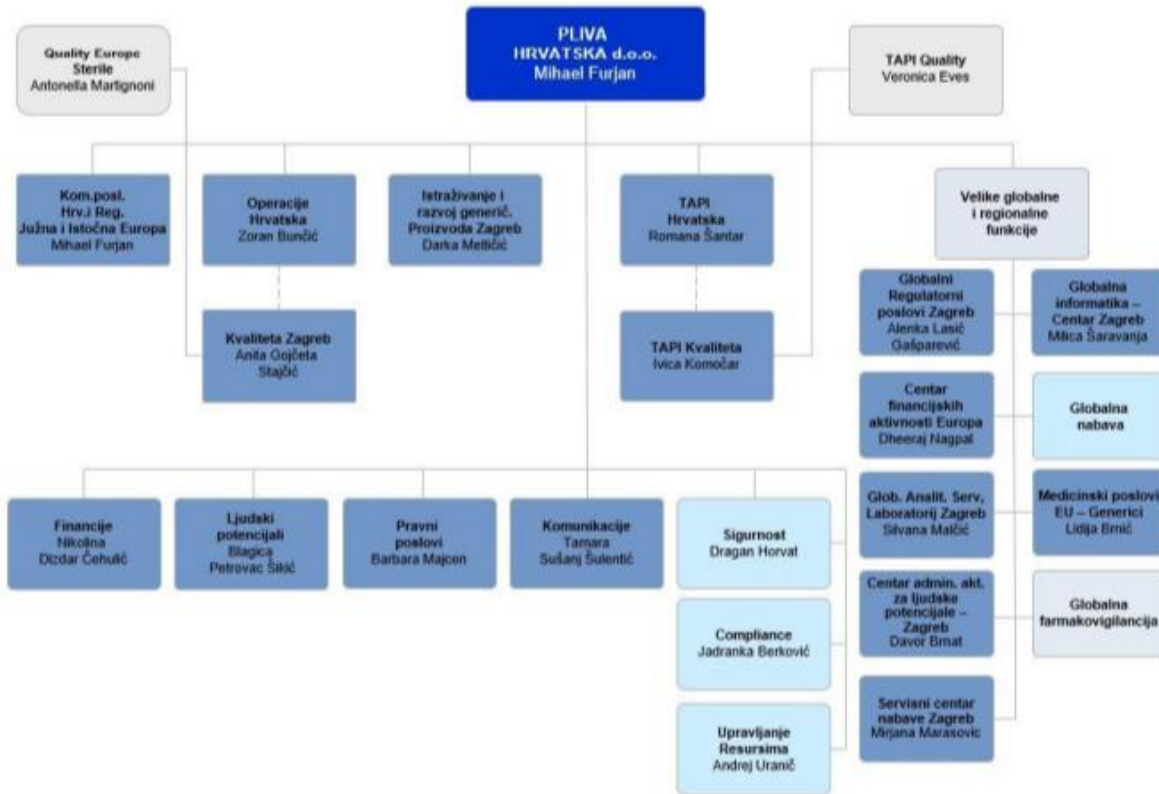 PLIVA
HRVATSKA d.o.o.
Mihael Furjan
Quality Europe
Sterile
Antonella Martignoni
TAPI Quality
Veronica Eves
Kom.posl.
Hrv.i Reg.
Južna i Istočna Europa
Mihael Furjan
Operacije
Hrvatska
Zoran Bunčić
Istraživanje i
razvoj generič.
Proizvoda Zagreb
Darka Metličić
TAPI
Hrvatska
Romana Šantar
Velike globalne
i regionalne
funkcije
Kvaliteta Zagreb
Anita Gojčeta
Stajčić
TAPI Kvaliteta
Ivica Komočar
Globalni
Regulatorni
poslovi Zagreb
Alenka Lasić
Gašparević
Globalna
informatika –
Centar Zagreb
Milica Šaravanja
Centar
financijskih
aktivnosti Europa
Dheeraj Nagpal
Globalna
nabava
Glob. Analit. Serv,
Laboratorij Zagreb
Silvana Malčić
Medicinski poslovi
EU – Generici
Lidija Brnić
Centar admin. akt.
za ljudske
potencijale –
Zagreb
Davor Brnat
Globalna
farmakovigilancija
Servisni centar
nabave Zagreb
Mirjana Marasovic
Financije
Nikolina
Dizdar Čehulić
Ljudski
potencijali
Blagica
Petrovac Šikić
Pravni
poslovi
Barbara Majcen
Komunikacije
Tamara
Sušanj Šulentić
Sigurnost
Dragan Horvat
Compliance
Jadranka Berković
Upravljanje
Resursima
Andrej Uranič